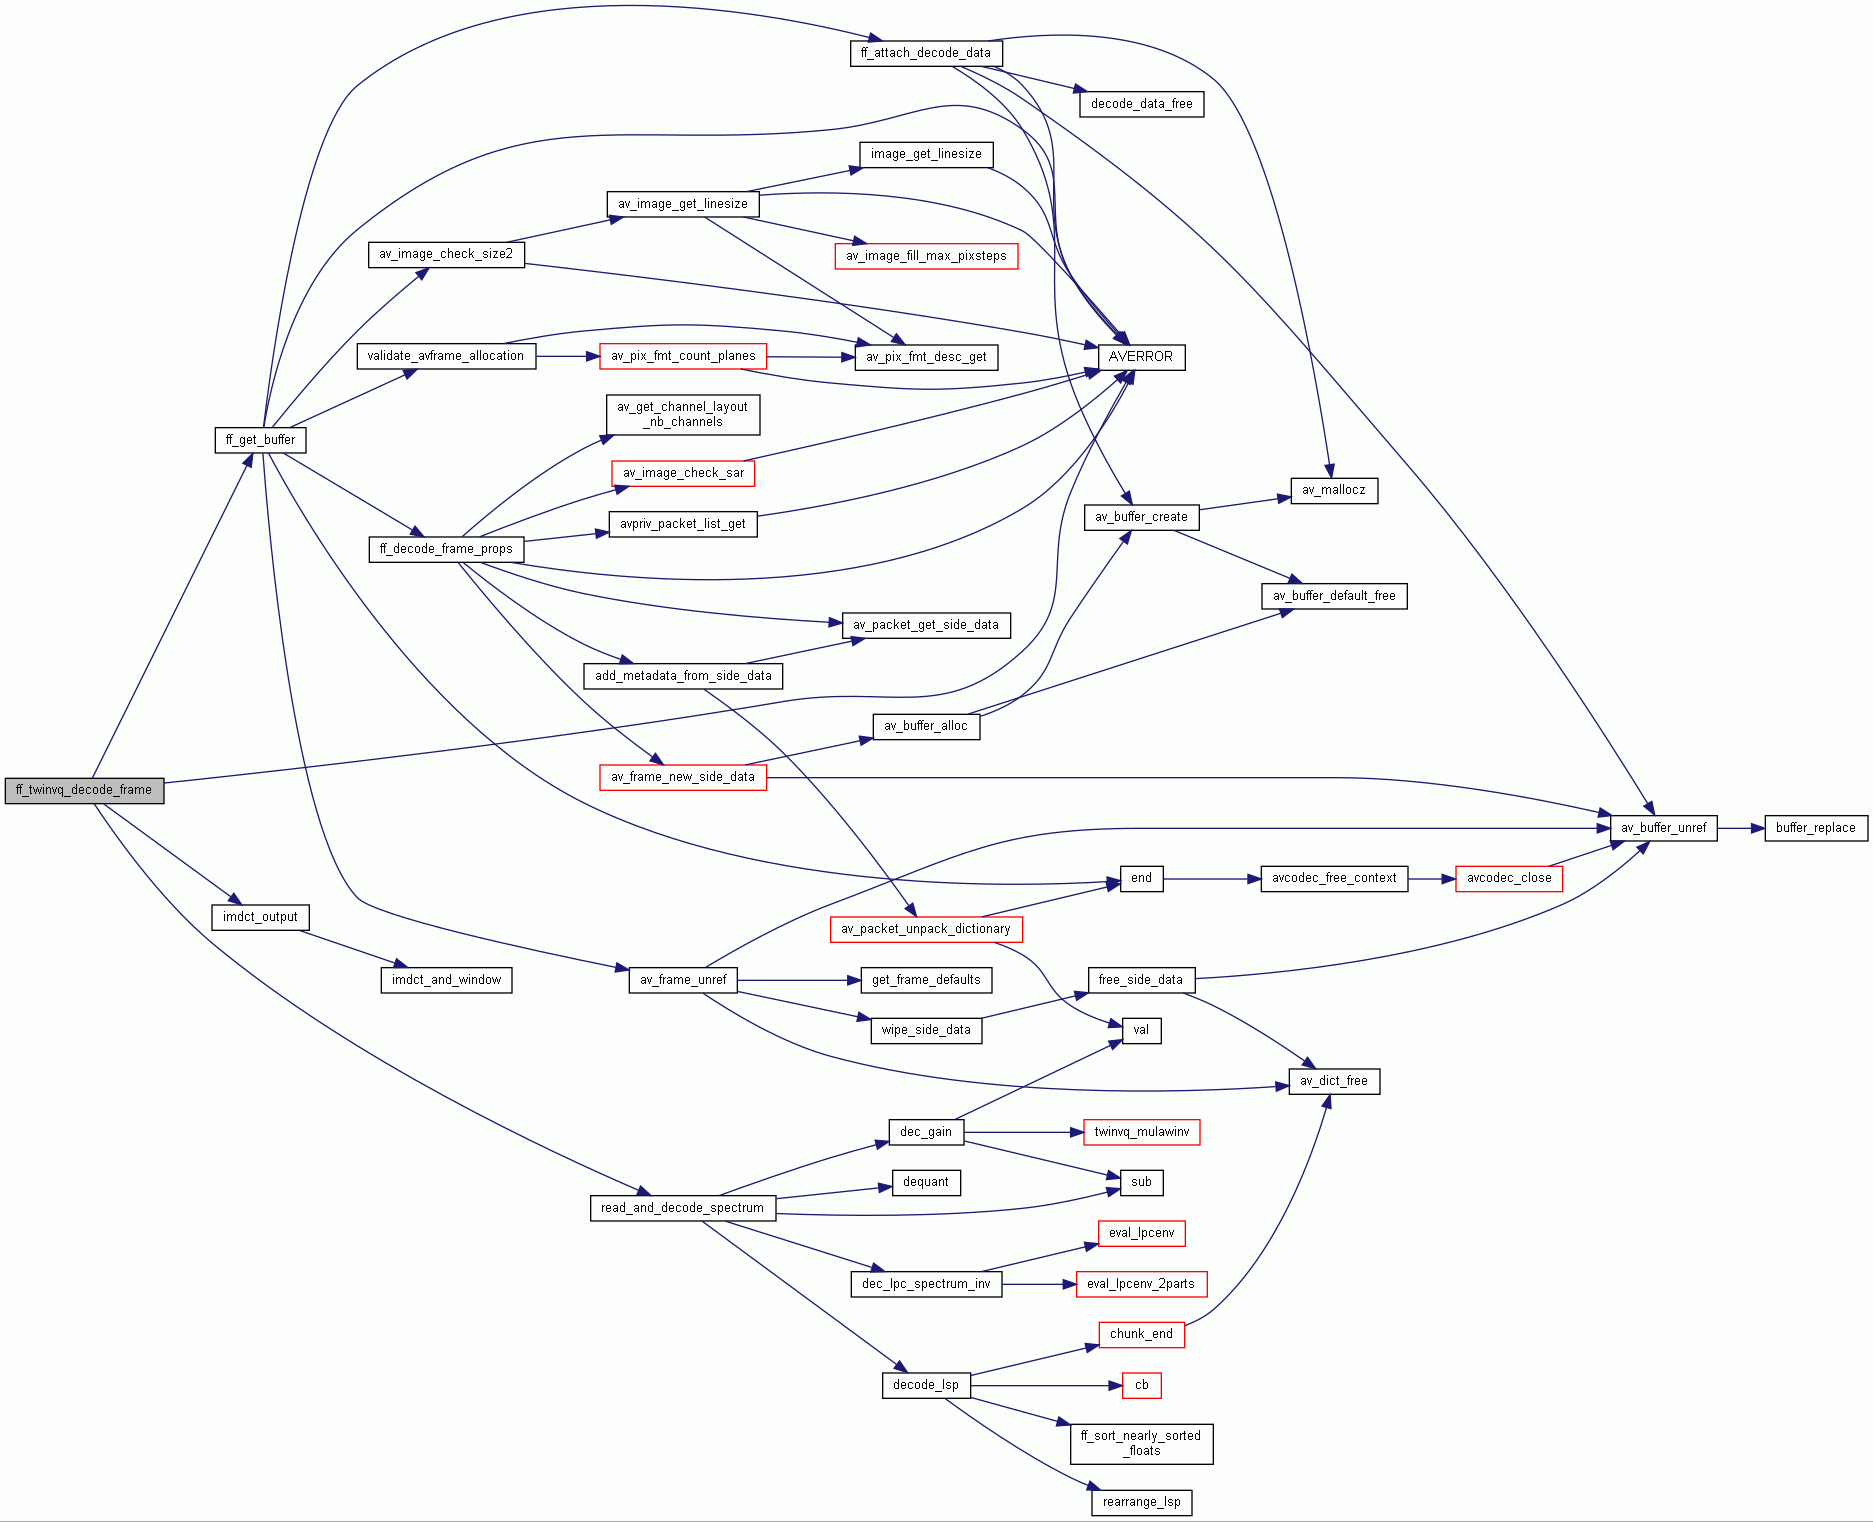 ff_attach_decode_data
decode_data_free
image_get_linesize
av_image_get_linesize
av_image_check_size2
av_image_fill_max_pixsteps
validate_avframe_allocation
av_pix_fmt_count_planes
av_pix_fmt_desc_get
AVERROR
av_get_channel_layout
_nb_channels
ff_get_buffer
av_image_check_sar
av_mallocz
avpriv_packet_list_get
av_buffer_create
ff_decode_frame_props
av_buffer_default_free
av_packet_get_side_data
add_metadata_from_side_data
av_buffer_alloc
av_frame_new_side_data
ff_twinvq_decode_frame
av_buffer_unref
buffer_replace
end
avcodec_free_context
avcodec_close
imdct_output
av_packet_unpack_dictionary
imdct_and_window
av_frame_unref
get_frame_defaults
free_side_data
wipe_side_data
val
av_dict_free
dec_gain
twinvq_mulawinv
dequant
sub
read_and_decode_spectrum
eval_lpcenv
dec_lpc_spectrum_inv
eval_lpcenv_2parts
chunk_end
decode_lsp
cb
ff_sort_nearly_sorted
_floats
rearrange_lsp